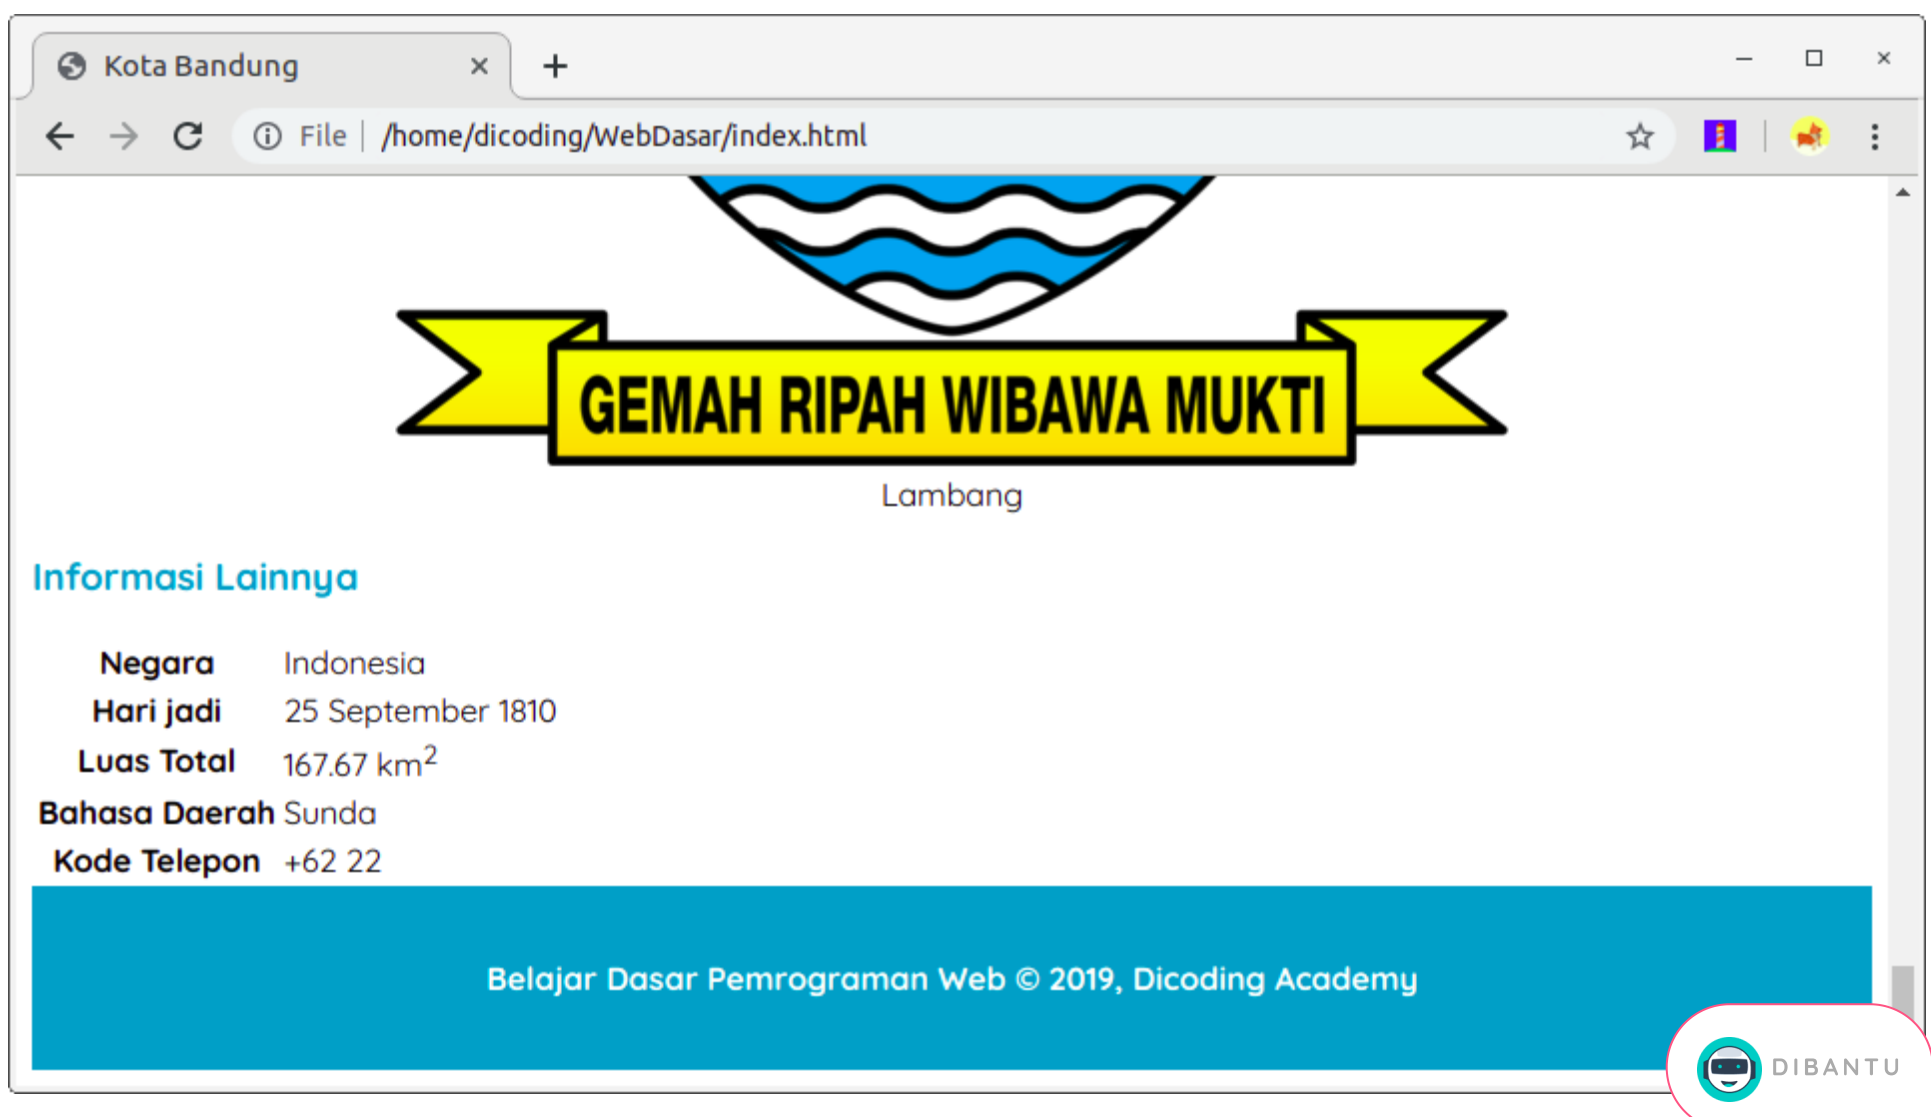 Kota Bandung
File /home/dicoding/WebDasar/index.html
GEMAH RIPAH WIBAWA MUKTI
Lambang
Informasi Lainnya
Negara Indonesia
Hari jadi 25 September 1810
Luas Total 167.67 km²
Bahasa Daerah Sunda
Kode Telepon +62 22
Belajar Dasar Pemrograman Web © 2019, Dicoding Academy
DIBANTU